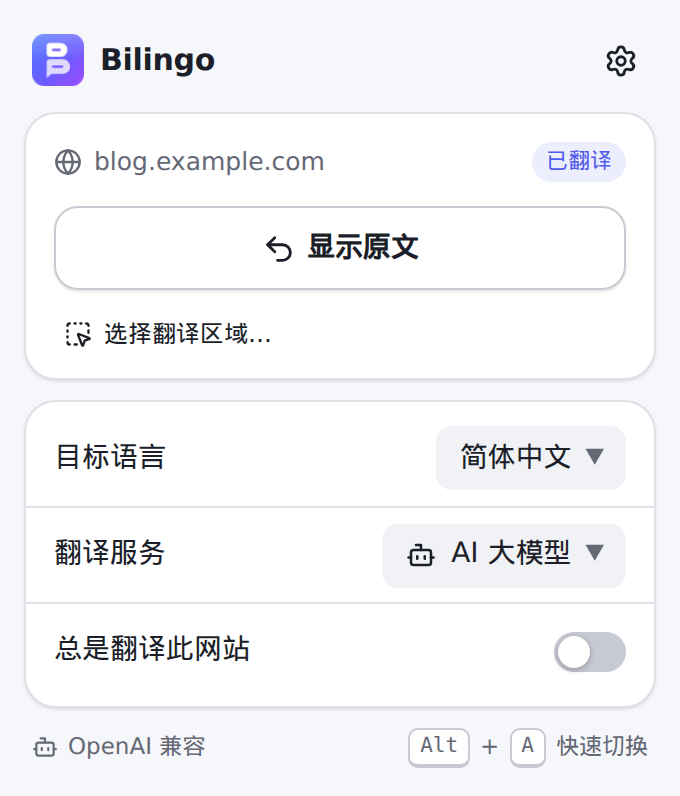 Bilingo
blog.example.com 已翻译
显示原文
选择翻译区域...
目标语言 简体中文 ▼
翻译服务 AI 大模型 ▼
总是翻译此网站
OpenAI 兼容 Alt + A 快速切换